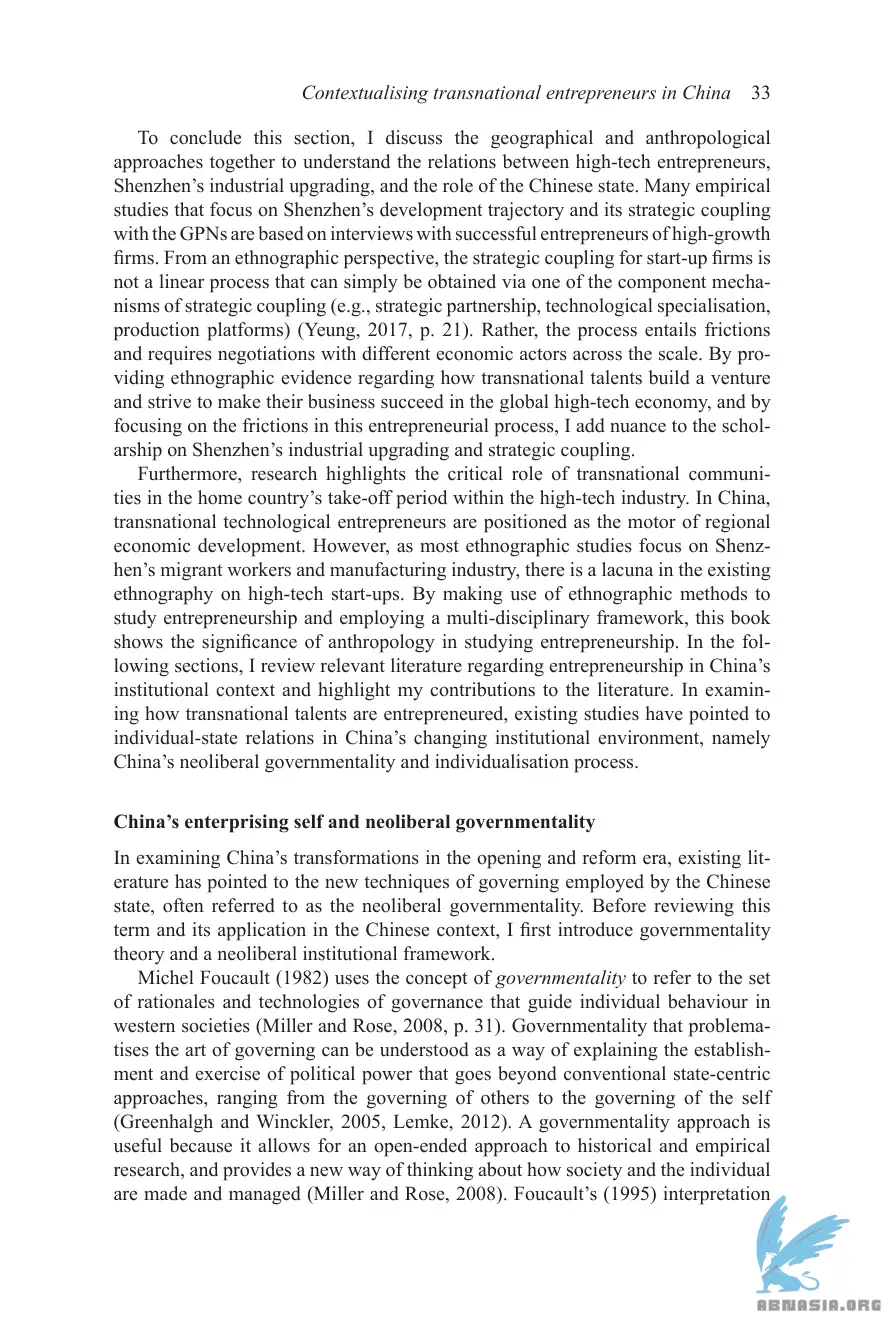 Contextualising transnational entrepreneurs in China 33
To conclude this section, I discuss the geographical and anthropological
approaches together to understand the relations between high-tech entrepreneurs,
Shenzhen’s industrial upgrading, and the role of the Chinese state. Many empirical
studies that focus on Shenzhen’s development trajectory and its strategic coupling
with the GPNs are based on interviews with successful entrepreneurs of high-growth
firms. From an ethnographic perspective, the strategic coupling for start-up firms is
not a linear process that can simply be obtained via one of the component mecha-
nisms of strategic coupling (e.g., strategic partnership, technological specialisation,
production platforms) (Yeung, 2017, p. 21). Rather, the process entails frictions
and requires negotiations with different economic actors across the scale. By pro-
viding ethnographic evidence regarding how transnational talents build a venture
and strive to make their business succeed in the global high-tech economy, and by
focusing on the frictions in this entrepreneurial process, I add nuance to the schol-
arship on Shenzhen’s industrial upgrading and strategic coupling.
Furthermore, research highlights the critical role of transnational communi-
ties in the home country’s take-off period within the high-tech industry. In China,
transnational technological entrepreneurs are positioned as the motor of regional
economic development. However, as most ethnographic studies focus on Shenz-
hen’s migrant workers and manufacturing industry, there is a lacuna in the existing
ethnography on high-tech start-ups. By making use of ethnographic methods to
study entrepreneurship and employing a multi-disciplinary framework, this book
shows the significance of anthropology in studying entrepreneurship. In the fol-
lowing sections, I review relevant literature regarding entrepreneurship in China’s
institutional context and highlight my contributions to the literature. In examin-
ing how transnational talents are entrepreneured, existing studies have pointed to
individual-state relations in China’s changing institutional environment, namely
China’s neoliberal governmentality and individualisation process.
China’s enterprising self and neoliberal governmentality
In examining China’s transformations in the opening and reform era, existing lit-
erature has pointed to the new techniques of governing employed by the Chinese
state, often referred to as the neoliberal governmentality. Before reviewing this
term and its application in the Chinese context, I first introduce governmentality
theory and a neoliberal institutional framework.
Michel Foucault (1982) uses the concept of governmentality to refer to the set
of rationales and technologies of governance that guide individual behaviour in
western societies (Miller and Rose, 2008, p. 31). Governmentality that problema-
tises the art of governing can be understood as a way of explaining the establish-
ment and exercise of political power that goes beyond conventional state-centric
approaches, ranging from the governing of others to the governing of the self
(Greenhalgh and Winckler, 2005, Lemke, 2012). A governmentality approach is
useful because it allows for an open-ended approach to historical and empirical
research, and provides a new way of thinking about how society and the individual
are made and managed (Miller and Rose, 2008). Foucault’s (1995) interpretation
ABNASIA.ORG